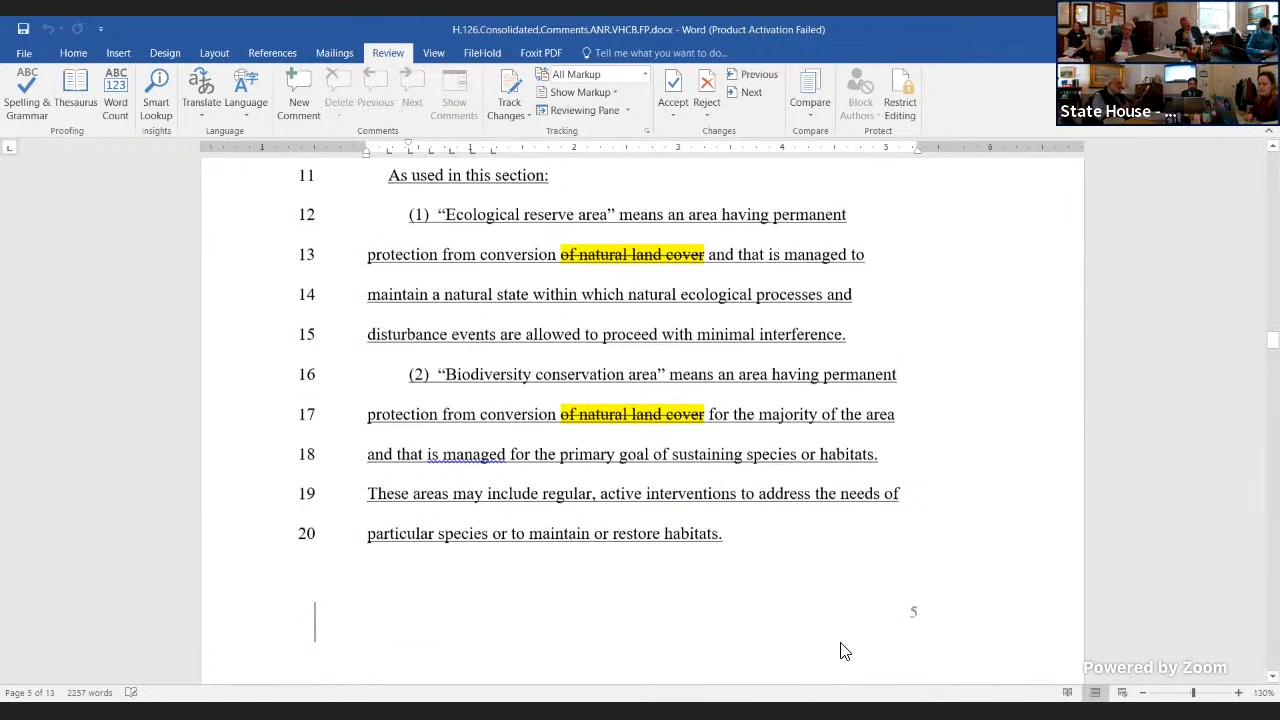 H.126.Consolidated.Comments.ANR.VHCB.FP.docx - Word (Product Activation Failed)
File Home Insert Design Layout References Mailings Review View FileHold Foxit PDF Tell me what you want to do...
ABC Spelling & Grammar
Thesaurus
ABC 123 Word Count
Proofing
Smart Lookup
Insights
Translate
Language
Language
New Comment
Delete
Previous
Next
Show Comments
Comments
Track Changes
All Markup
Show Markup
Reviewing Pane
Tracking
Accept
Reject
Previous
Next
Changes
Compare
Compare
Block Authors
Restrict Editing
Protect
State House - ...
1 1 2 3 4 5 6
11 As used in this section:
12 (1) “Ecological reserve area” means an area having permanent
13 protection from conversion of natural land cover and that is managed to
14 maintain a natural state within which natural ecological processes and
15 disturbance events are allowed to proceed with minimal interference.
16 (2) “Biodiversity conservation area” means an area having permanent
17 protection from conversion of natural land cover for the majority of the area
18 and that is managed for the primary goal of sustaining species or habitats.
19 These areas may include regular, active interventions to address the needs of
20 particular species or to maintain or restore habitats.
5
Powered by Zoom
Page 5 of 13 2257 words 130%